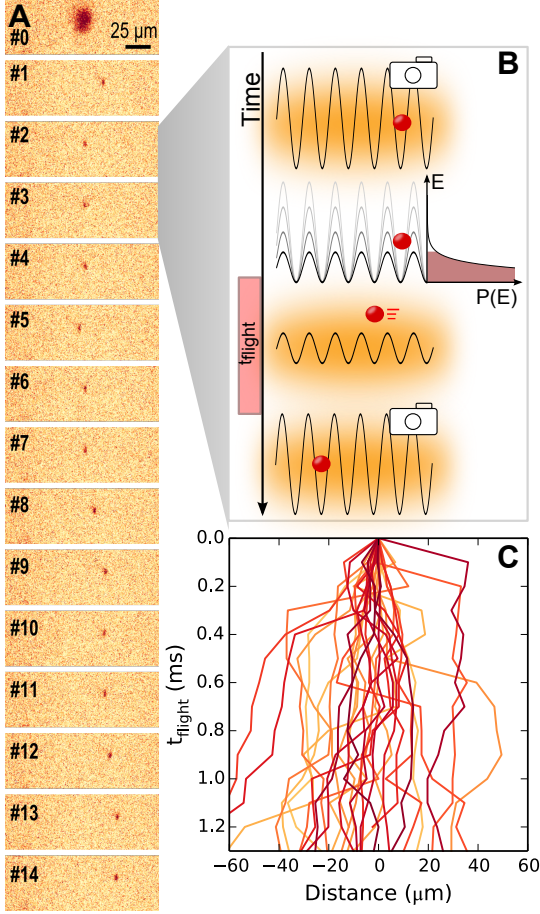 A
#0
25 μm
#1
#2
#3
#4
#5
#6
#7
#8
#9
#10
#11
#12
#13
#14
B
Time
E
P(E)
tflight
C
0.0
0.2
0.4
0.6
0.8
1.0
1.2
tflight (ms)
−60 −40 −20 0 20 40 60
Distance (μm)